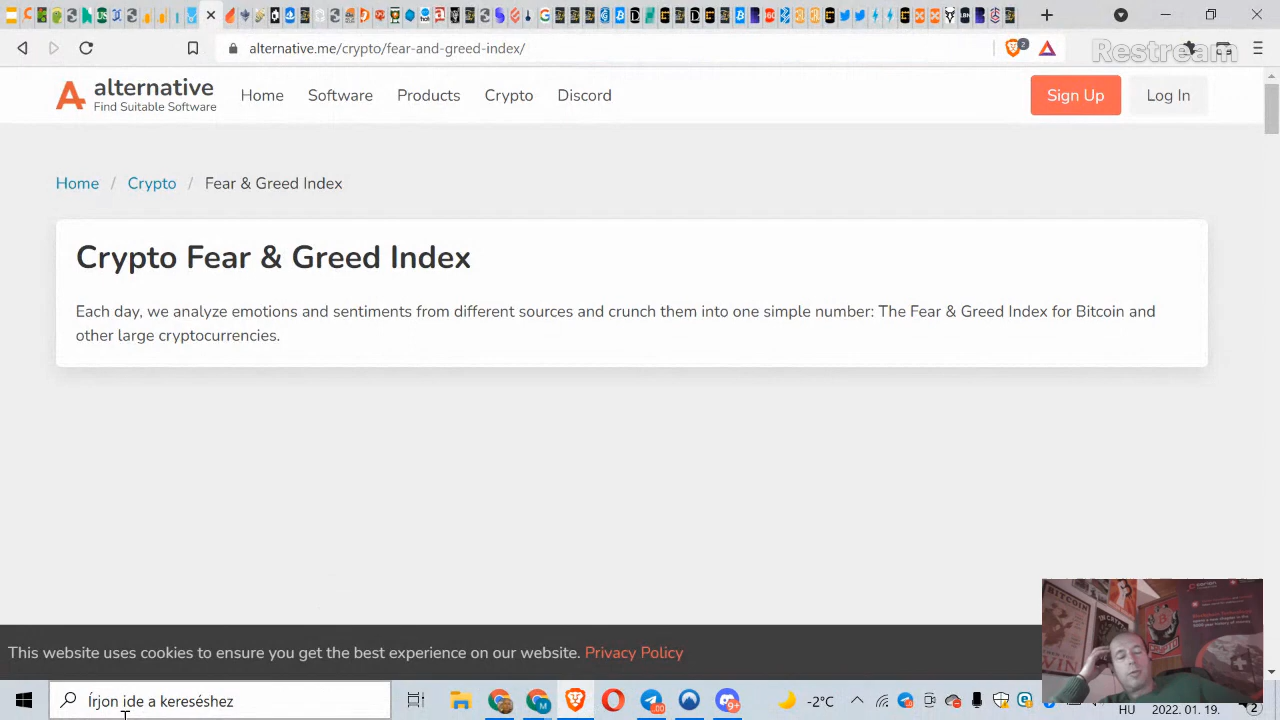 alternative.me/crypto/fear-and-greed-index/
2
Restream
alternative
Find Suitable Software
Home
Software
Products
Crypto
Discord
Sign Up
Log In
Home / Crypto / Fear & Greed Index
Crypto Fear & Greed Index
Each day, we analyze emotions and sentiments from different sources and crunch them into one simple number: The Fear & Greed Index for Bitcoin and
other large cryptocurrencies.
This website uses cookies to ensure you get the best experience on our website. Privacy Policy
BITCOIN
Írjon ide a kereséshez
9+
-2°C
HU
2022. 01. 19.
2